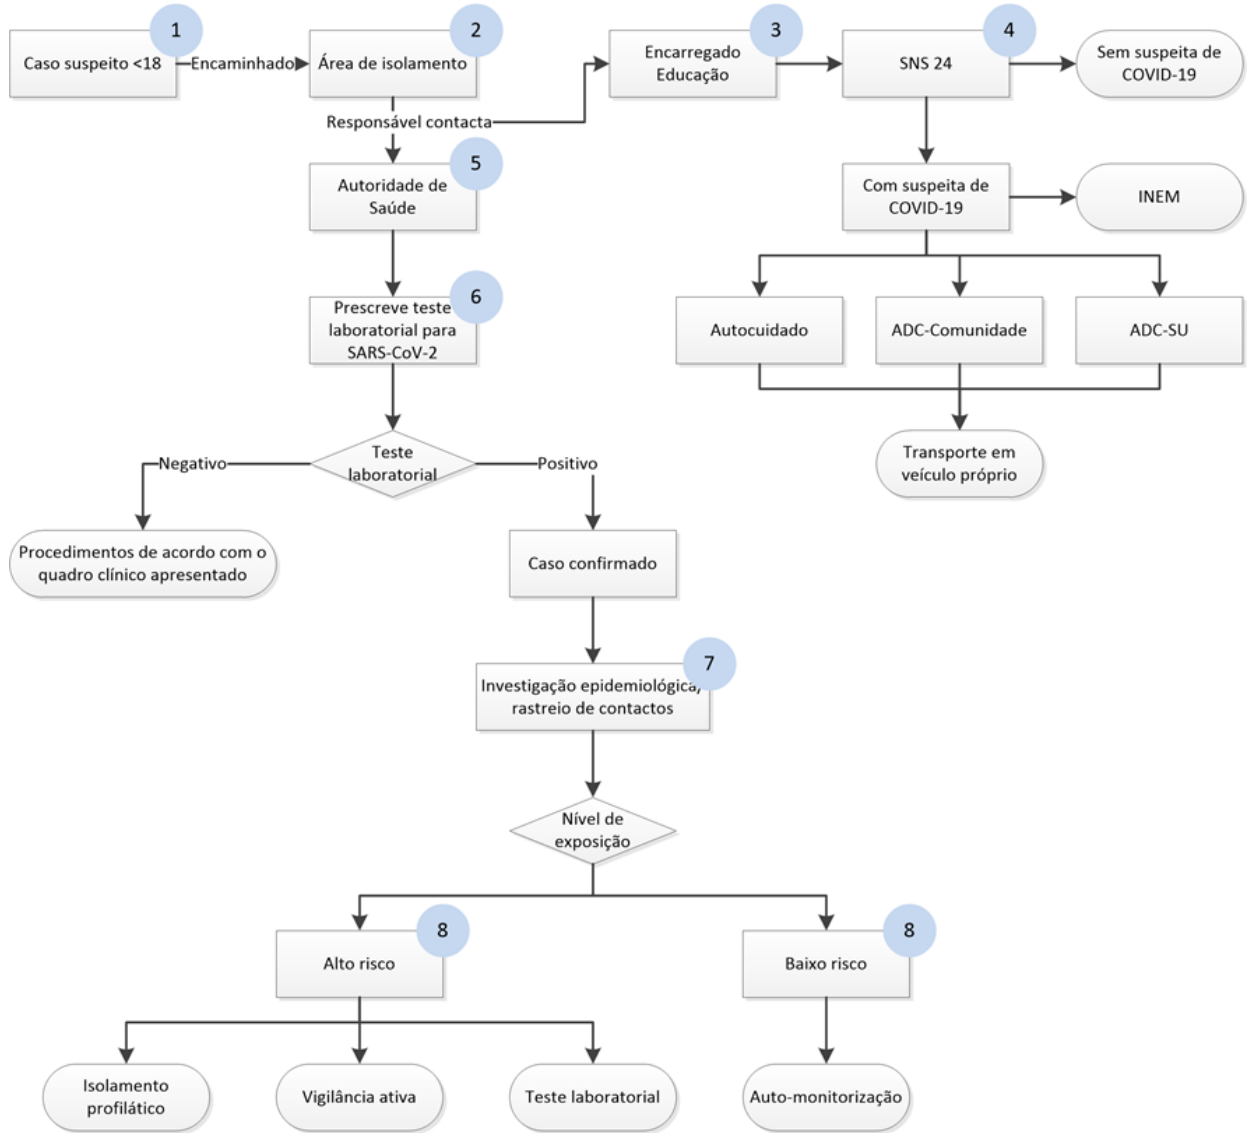 1
Caso suspeito <18
Encaminhado
2
Área de isolamento
3
Encarregado
Educação
4
SNS 24
Sem suspeita de
COVID-19
Responsável contacta
5
Autoridade de
Saúde
Com suspeita de
COVID-19
INEM
6
Prescreve teste
laboratorial para
SARS-CoV-2
Autocuidado
ADC-Comunidade
ADC-SU
Teste
laboratorial
Negativo
Positivo
Transporte em
veículo próprio
Procedimentos de acordo com o
quadro clínico apresentado
Caso confirmado
7
Investigação epidemiológica/
rastreio de contactos
Nível de
exposição
8
Alto risco
8
Baixo risco
Isolamento
profilático
Vigilância ativa
Teste laboratorial
Auto-monitorização